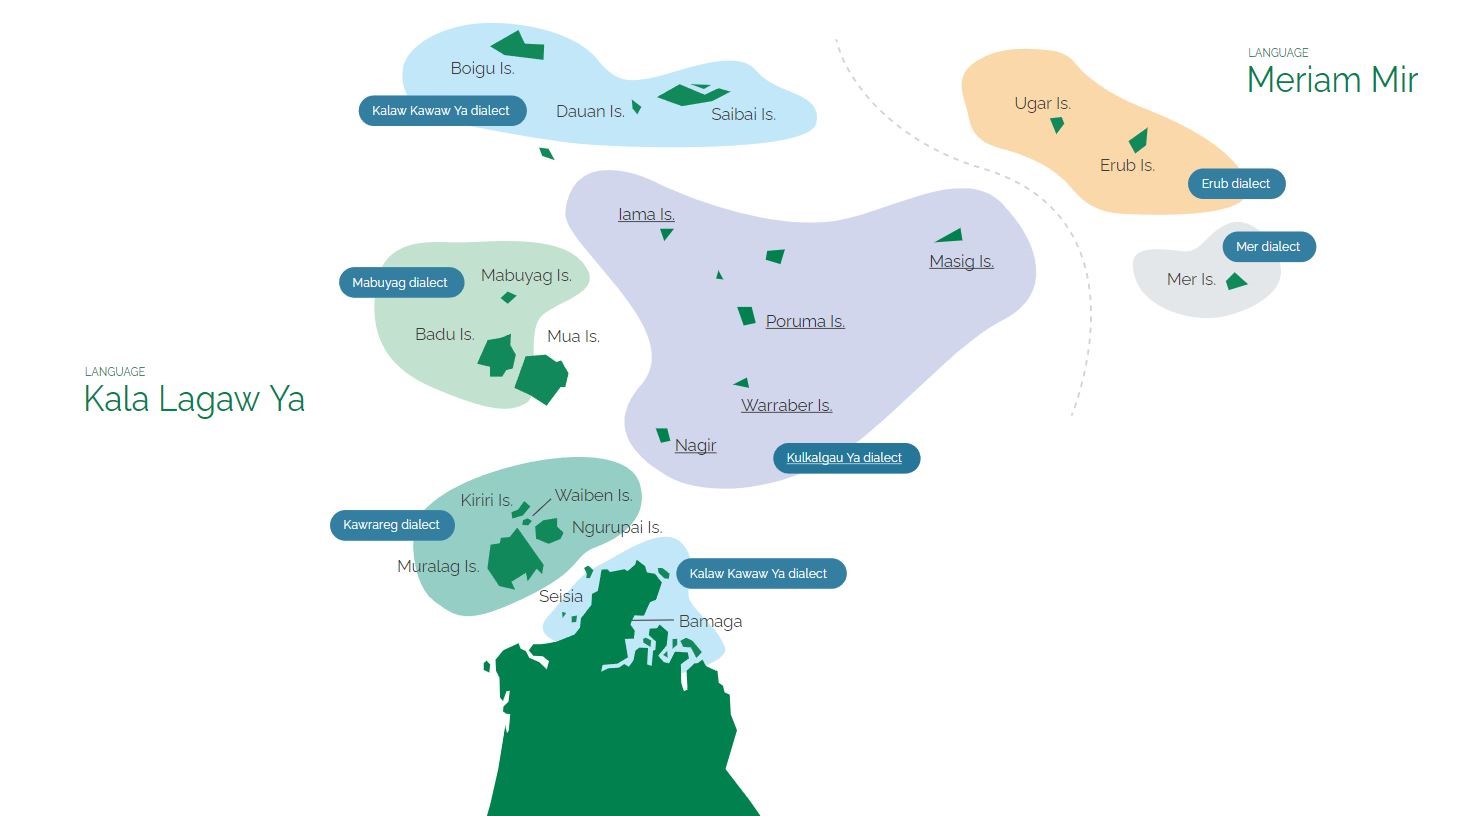 Boigu Is.
Kalaw Kawaw Ya dialect
Dauan Is.
Saibai Is.
LANGUAGE
Meriam Mir
Ugar Is.
Erub Is.
Erub dialect
Mer dialect
Mer Is.
Iama Is.
Masig Is.
Poruma Is.
Warraber Is.
Nagir
Kulkalgau Ya dialect
Mabuyag dialect
Mabuyag Is.
Badu Is.
Mua Is.
LANGUAGE
Kala Lagaw Ya
Kiriri Is.
Waiben Is.
Kawrareg dialect
Ngurupai Is.
Muralag Is.
Kalaw Kawaw Ya dialect
Seisia
Bamaga